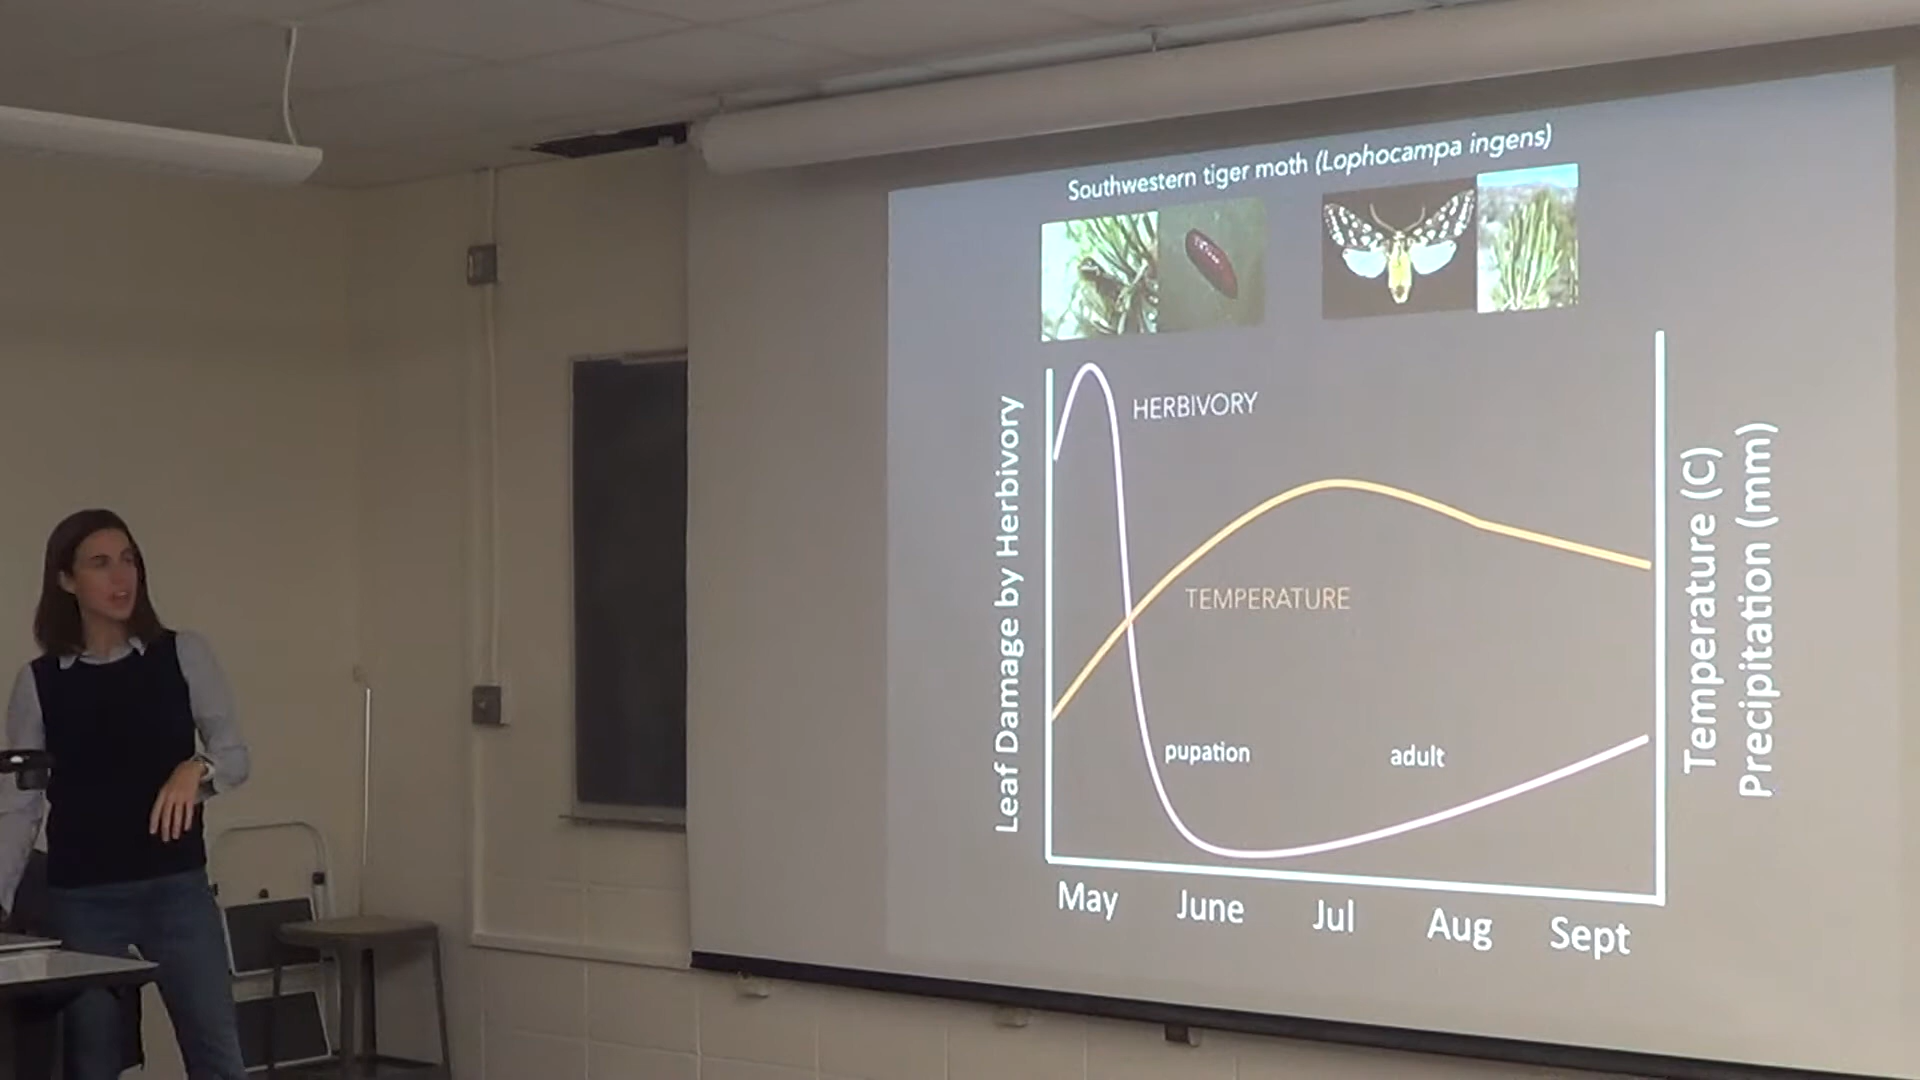 Southwestern tiger moth (Lophocampa ingens)
HERBIVORY
TEMPERATURE
pupation
adult
Leaf Damage by Herbivory
Temperature (C)
Precipitation (mm)
May June Jul Aug Sept